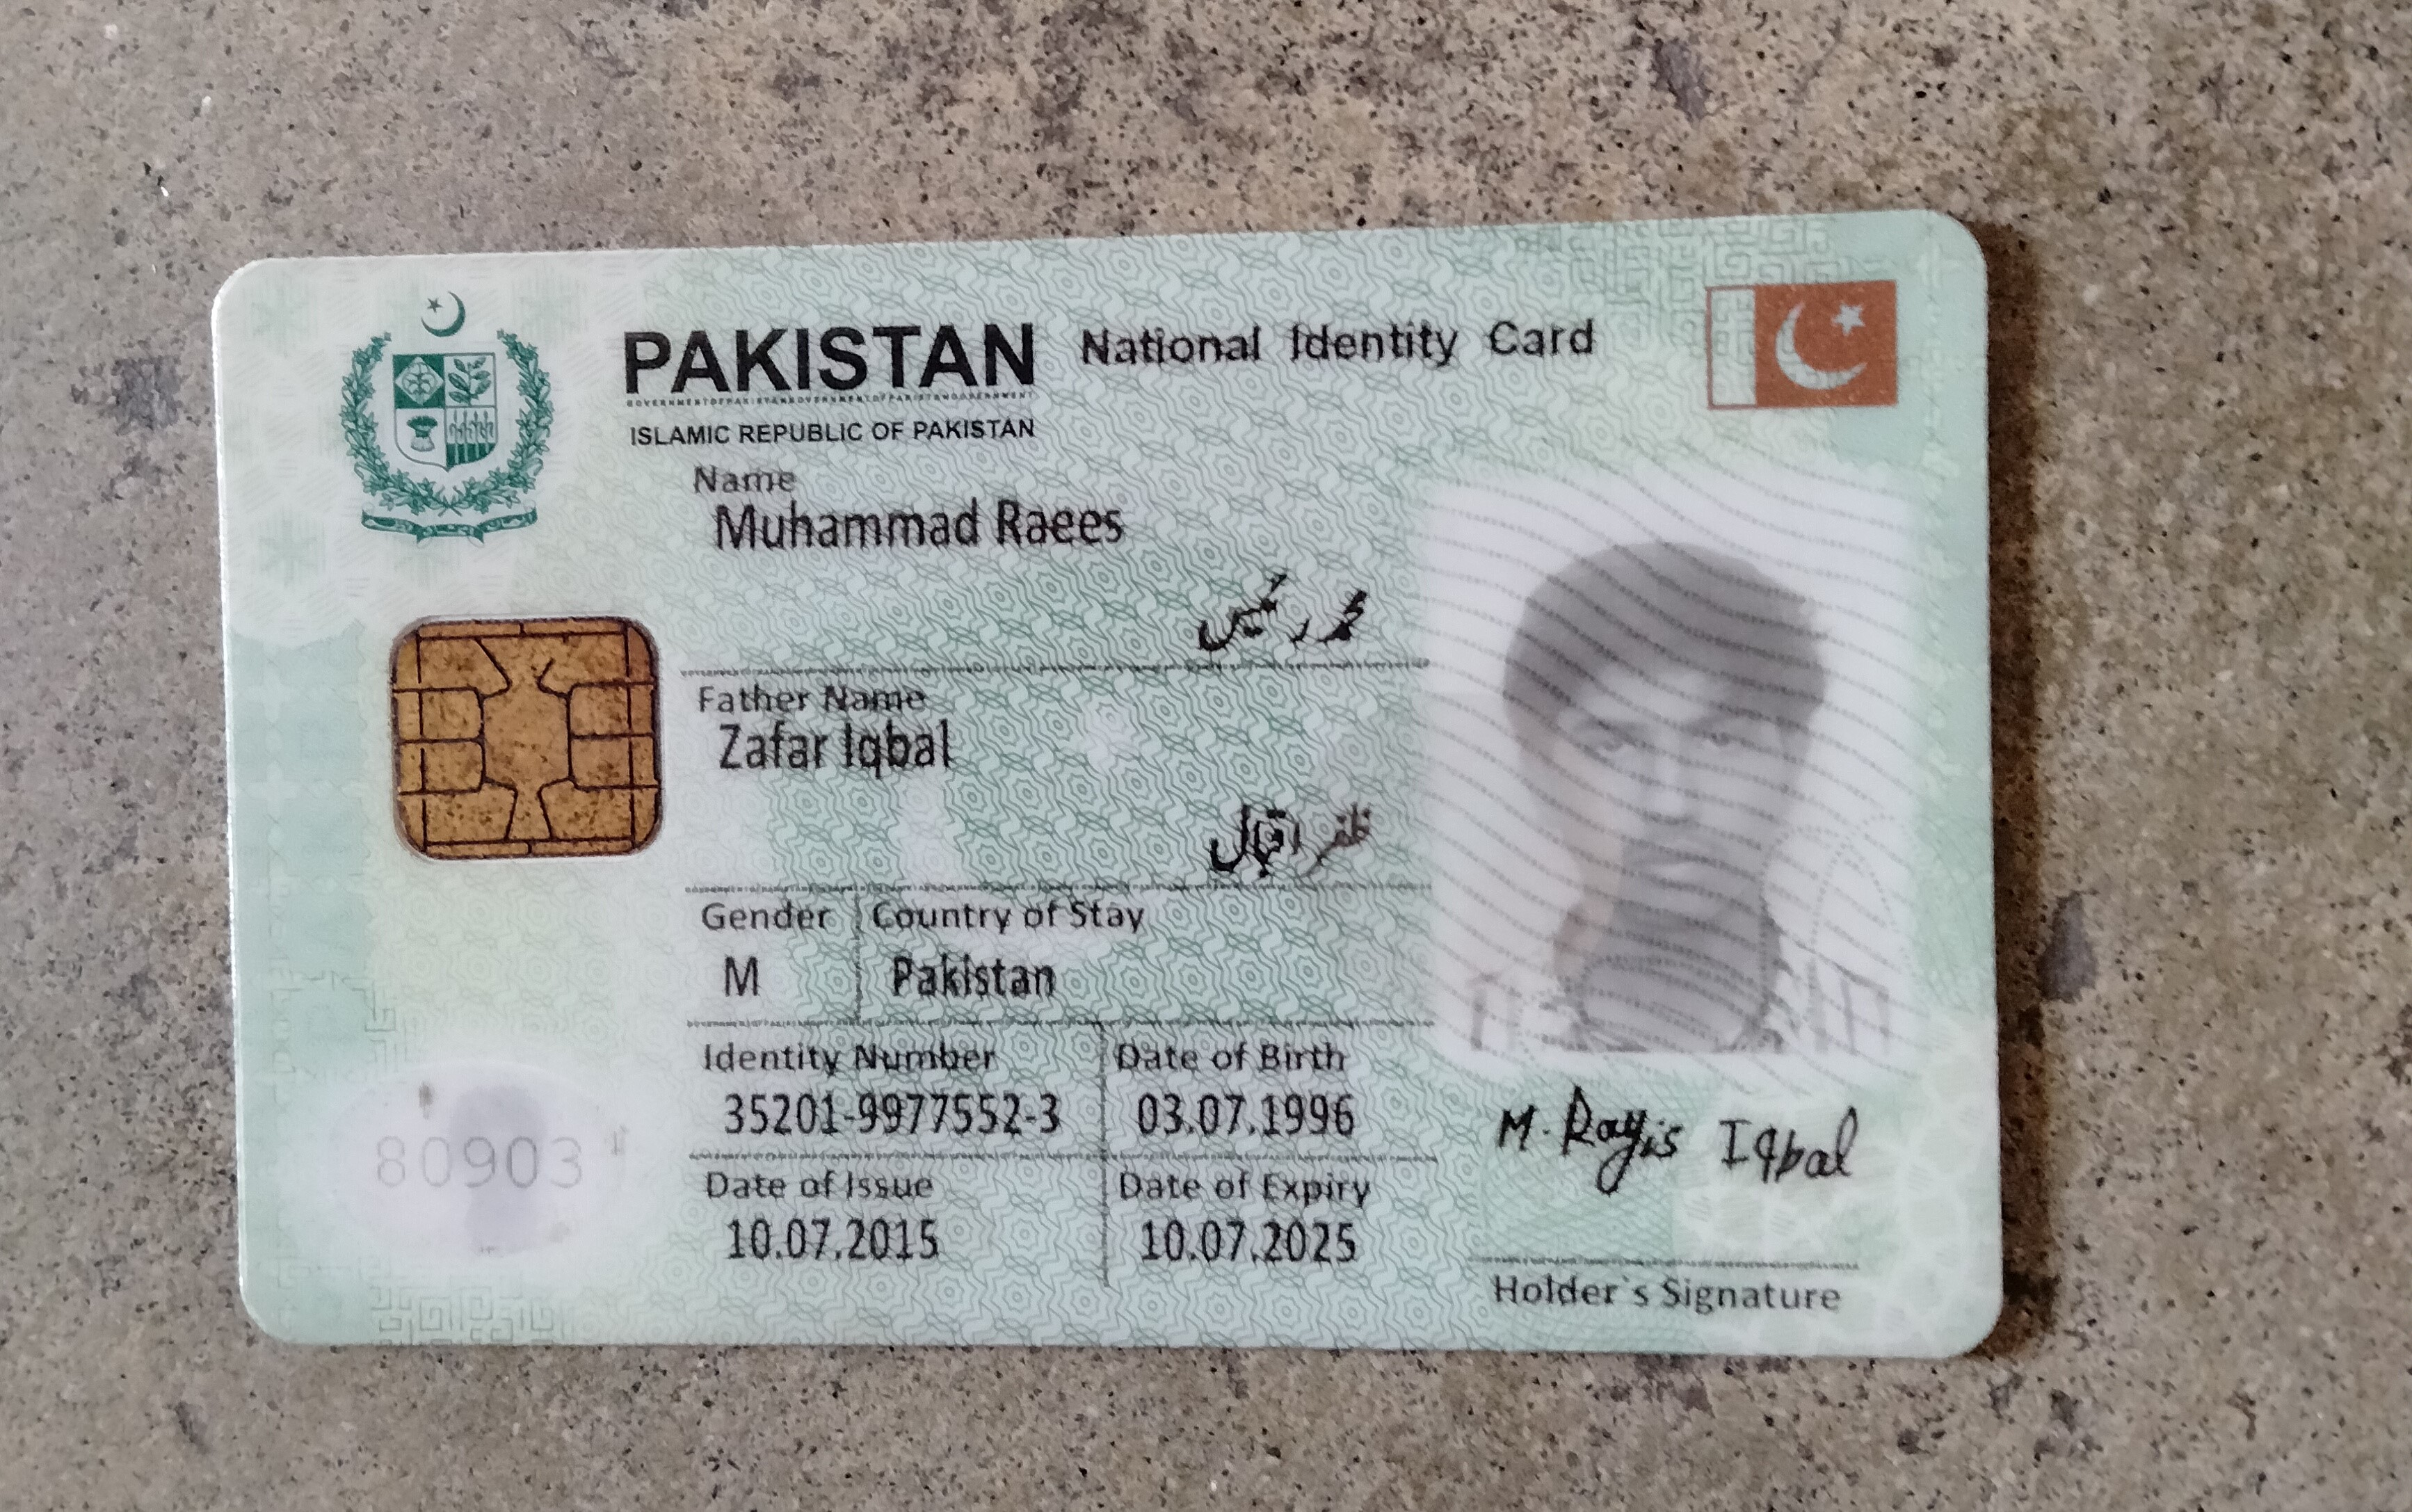 PAKISTAN National Identity Card
ISLAMIC REPUBLIC OF PAKISTAN
Name
Muhammad Raees
محمد رئیس
Father Name
Zafar Iqbal
ظفر اقبال
Gender Country of Stay
M Pakistan
Identity Number Date of Birth
35201-9977552-3 03.07.1996
Date of Issue Date of Expiry
10.07.2015 10.07.2025
80903
M. Rayis Iqbal
Holder's Signature